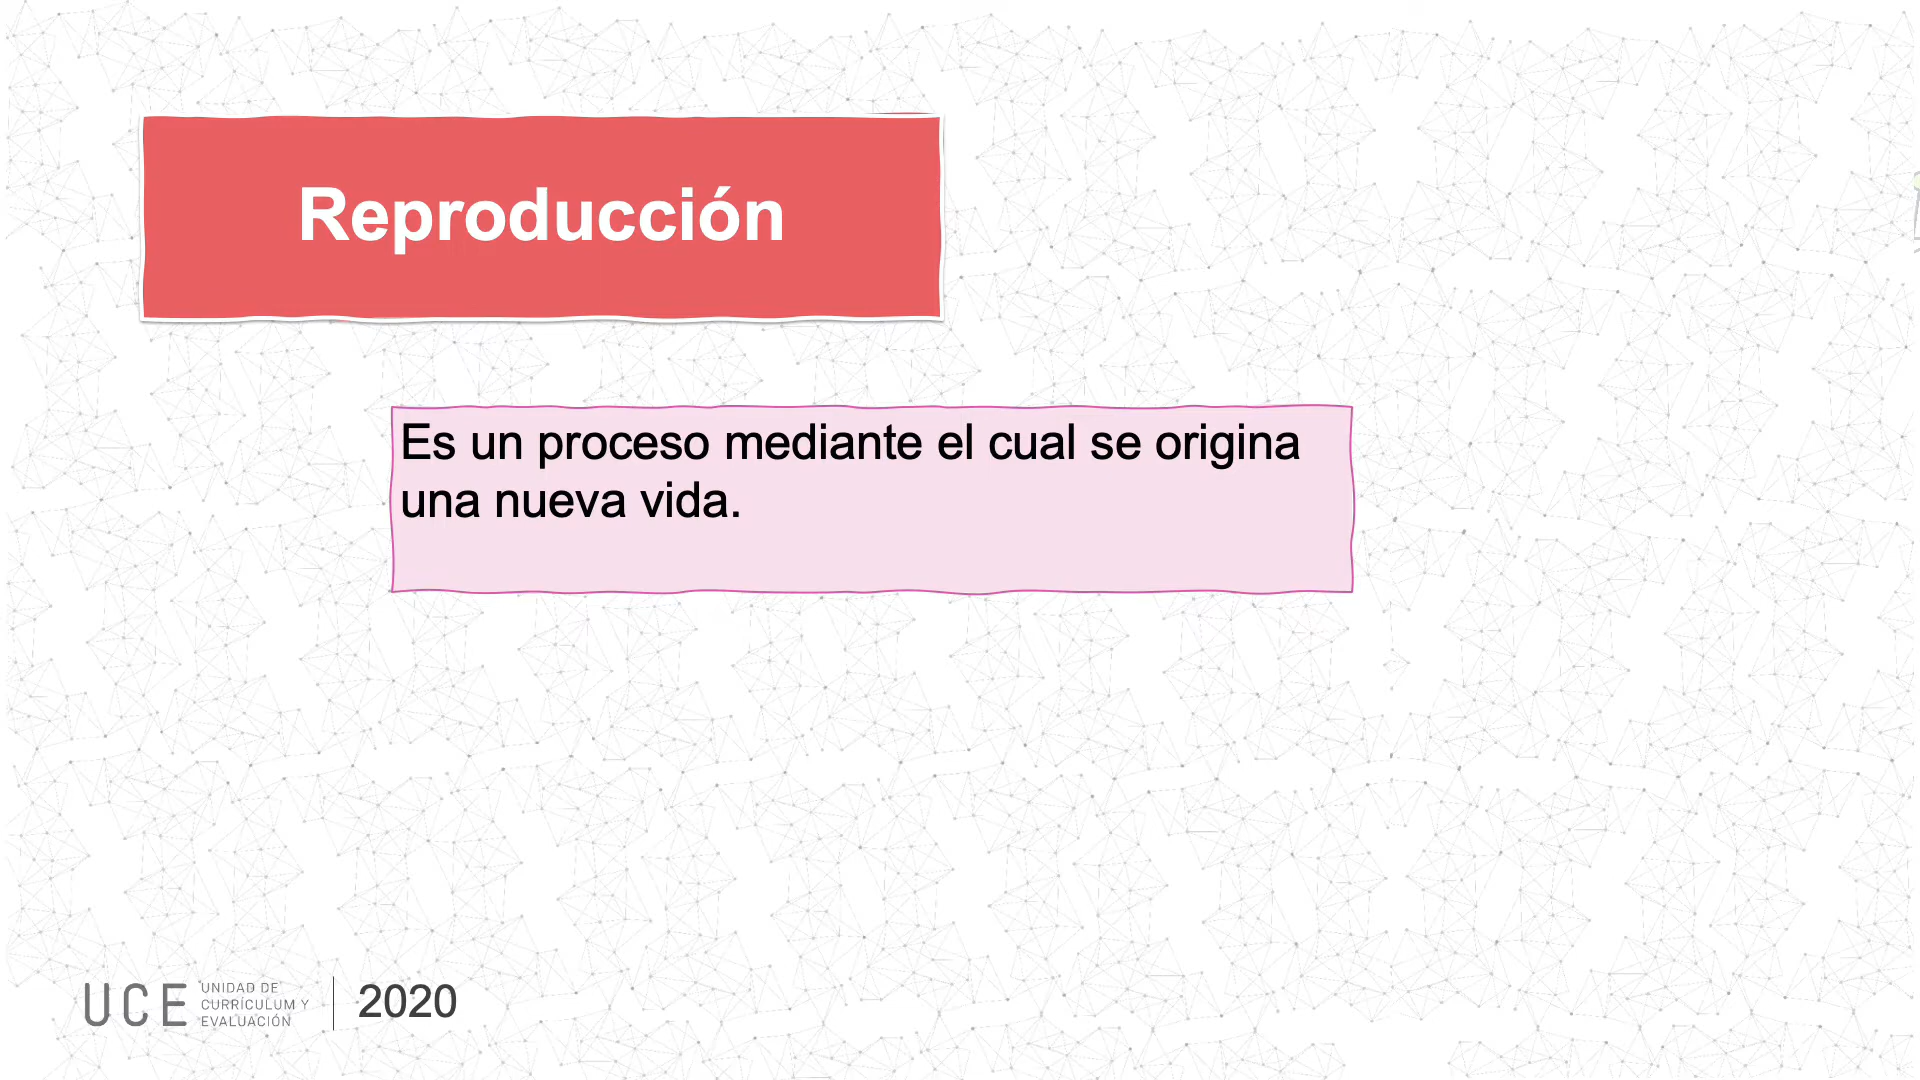 Reproducción
Es un proceso mediante el cual se origina
una nueva vida.
UCE
UNIDAD DE
CURRÍCULUM Y
EVALUACIÓN
2020